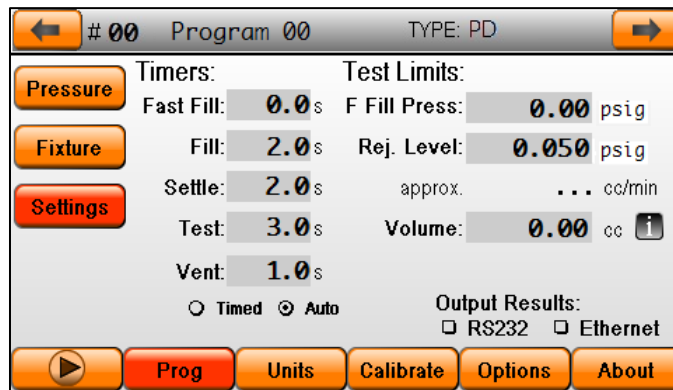 # 00 Program 00 TYPE: PD
Timers: Test Limits:
Pressure
Fast Fill: 0.0 s F Fill Press: 0.00 psig
Fixture
Fill: 2.0 s Rej. Level: 0.050 psig
Settle: 2.0 s approx. ... cc/min
Settings
Test: 3.0 s Volume: 0.00 cc i
Vent: 1.0 s
Timed Auto Output Results:
RS232 Ethernet
Prog Units Calibrate Options About